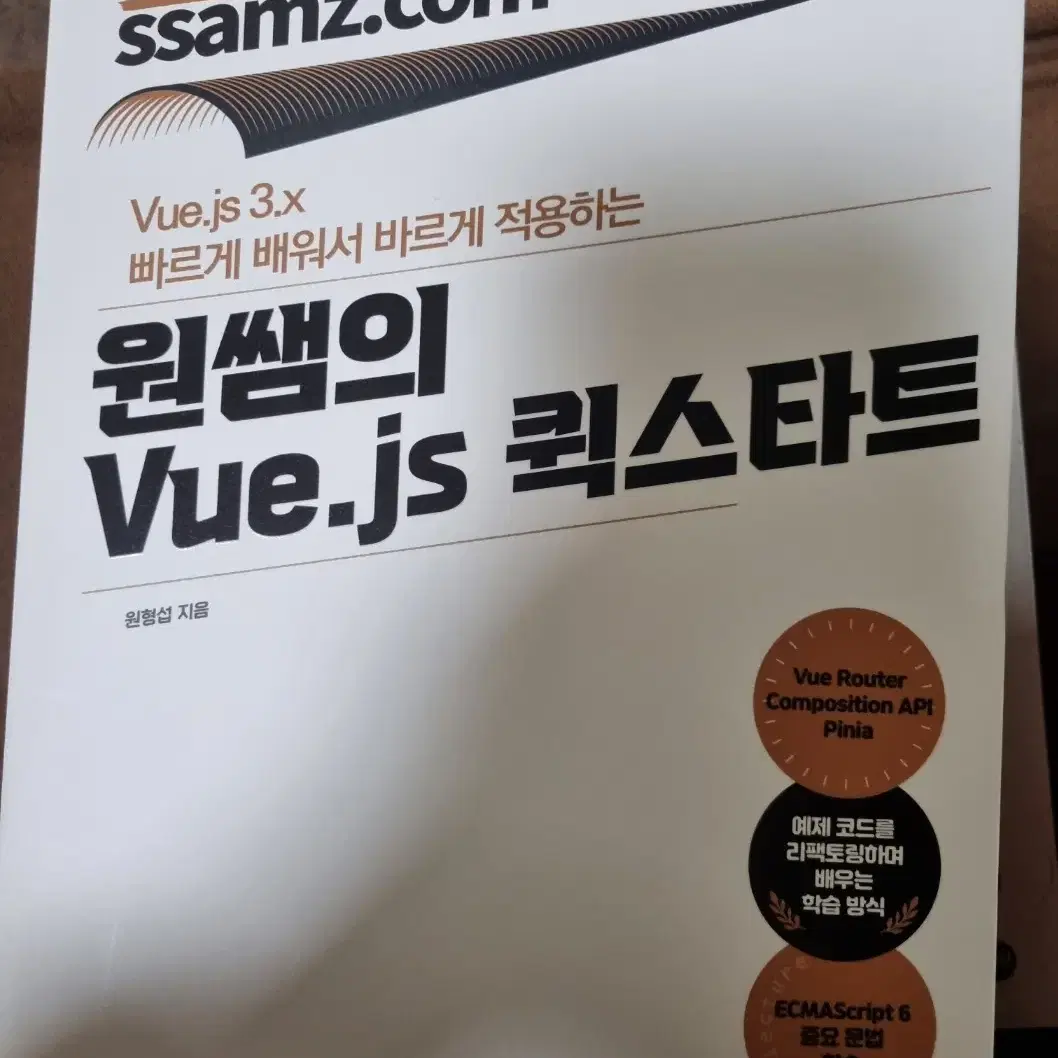 ssamz.com
Vue.js 3.x
빠르게 배워서 바르게 적용하는
원쌤의
Vue.js 퀵스타트
원형섭 지음
Vue Router
Composition API
Pinia
예제 코드를
리팩토링하며
배우는
학습 방식
ECMAScript 6
중요 문법